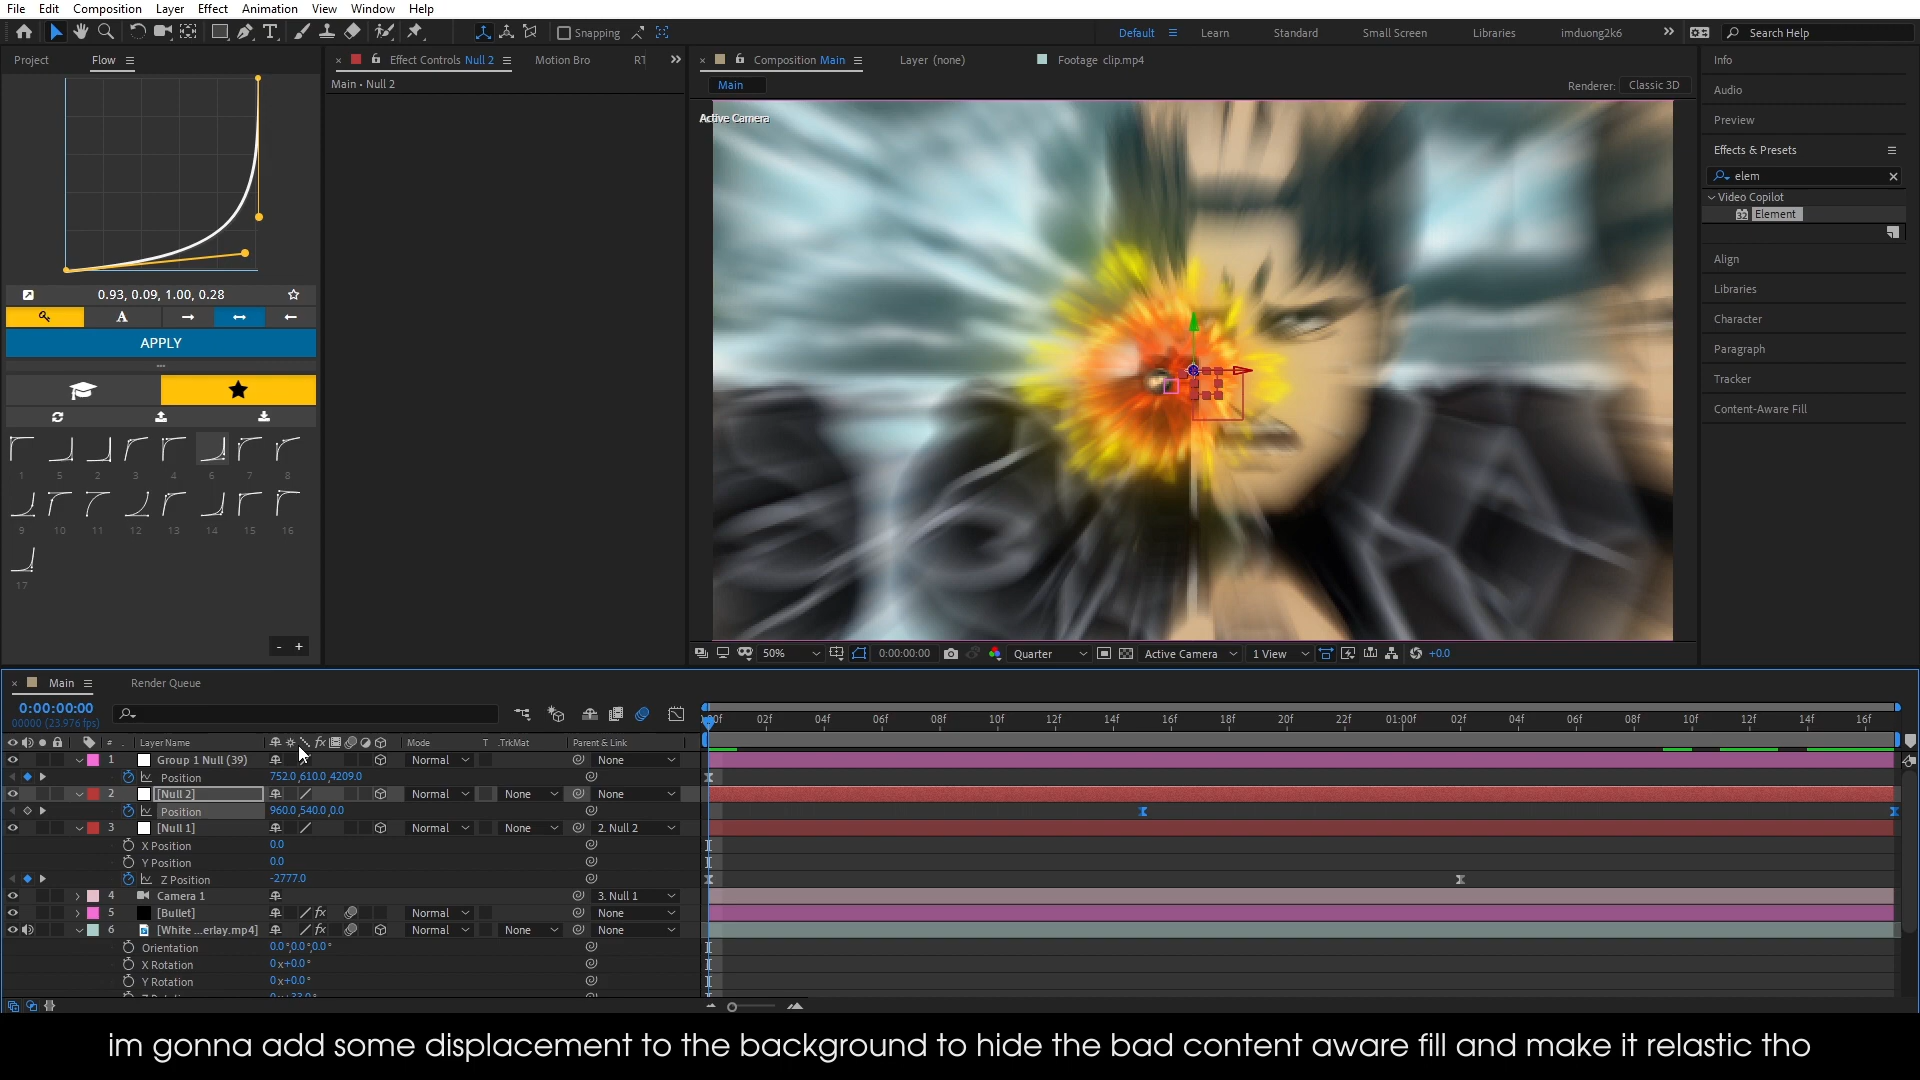 File Edit Composition Layer Effect Animation View Window Help
Snapping
Default Learn Standard Small Screen Libraries imduong2k6 Search Help
Project Flow
Effect Controls Null 2 Motion Bro
Main • Null 2
Composition Main Layer (none) Footage clip.mp4
Main
Renderer: Classic 3D
Active Camera
0.93, 0.09, 1.00, 0.28
APPLY
1 5 2 3 4 6 7 8
9 10 11 12 13 14 15 16
17
- +
Info
Audio
Preview
Effects & Presets
elem
Video Copilot
32 Element
Align
Libraries
Character
Paragraph
Tracker
Content-Aware Fill
50% 0:00:00:00 Quarter Active Camera 1 View +0.0
Main Render Queue
0:00:00:00
00000 (23.976 fps)
02f 04f 06f 08f 10f 12f 14f 16f 18f 20f 22f 01:00f 02f 04f 06f 08f 10f 12f 14f 16f
# Layer Name fx Mode T .TrkMat Parent & Link
1 Group 1 Null (39) Normal None
Position 752.0,610.0,4209.0
2 [Null 2] Normal None None
Position 960.0,540.0,0.0
3 [Null 1] Normal None 2. Null 2
X Position 0.0
Y Position 0.0
Z Position -2777.0
4 Camera 1 3. Null 1
5 [Bullet] fx Normal None
6 [White ...erlay.mp4] fx Normal None None
Orientation 0.0°,0.0°,0.0°
X Rotation 0x+0.0°
Y Rotation 0x+0.0°
im gonna add some displacement to the background to hide the bad content aware fill and make it relastic tho